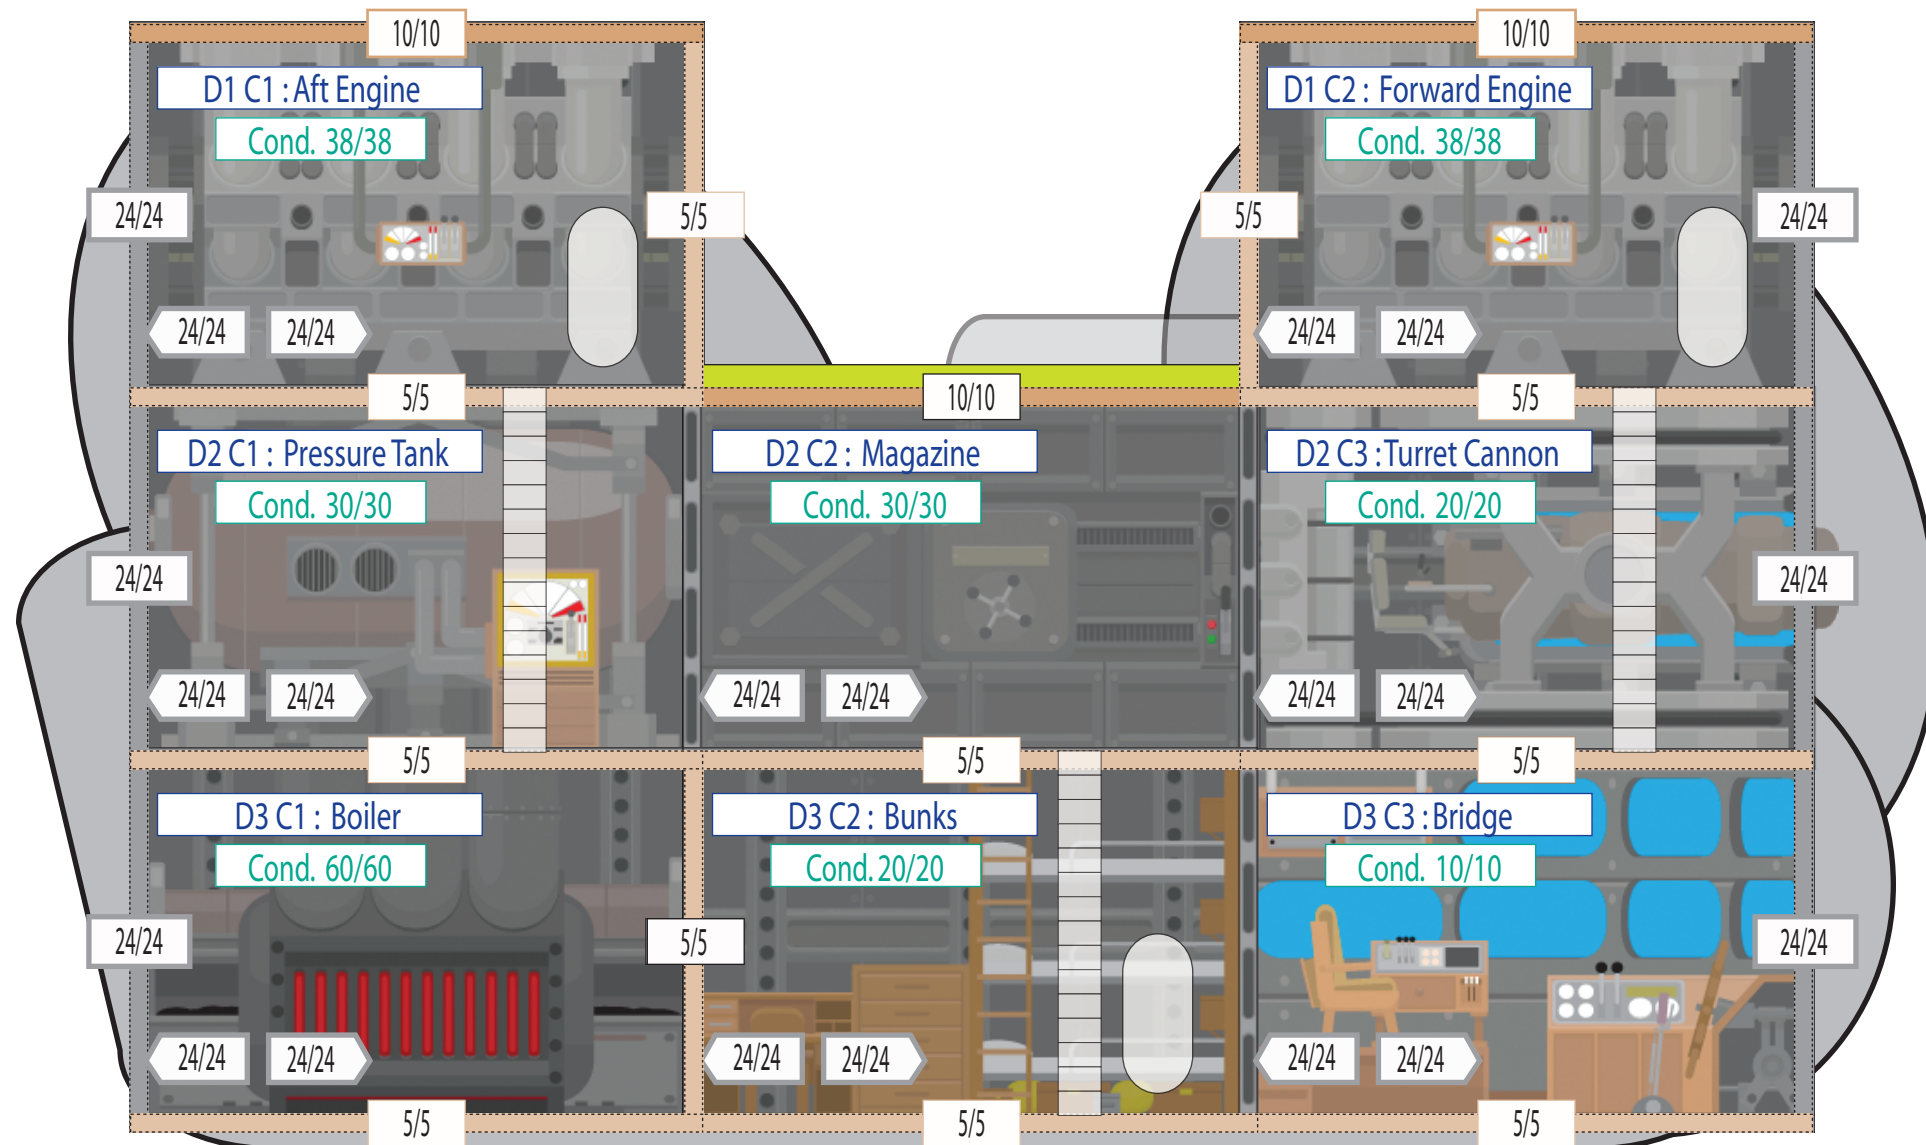 10/10
10/10
D1 C1 : Aft Engine
D1 C2 : Forward Engine
Cond. 38/38
Cond. 38/38
24/24
5/5
5/5
24/24
24/24
24/24
24/24
24/24
5/5
10/10
5/5
D2 C1 : Pressure Tank
D2 C2 : Magazine
D2 C3 : Turret Cannon
Cond. 30/30
Cond. 30/30
Cond. 20/20
24/24
24/24
24/24
24/24
24/24
24/24
24/24
24/24
5/5
5/5
5/5
D3 C1 : Boiler
D3 C2 : Bunks
D3 C3 : Bridge
Cond. 60/60
Cond. 20/20
Cond. 10/10
24/24
5/5
24/24
24/24
24/24
24/24
24/24
24/24
24/24
5/5
5/5
5/5